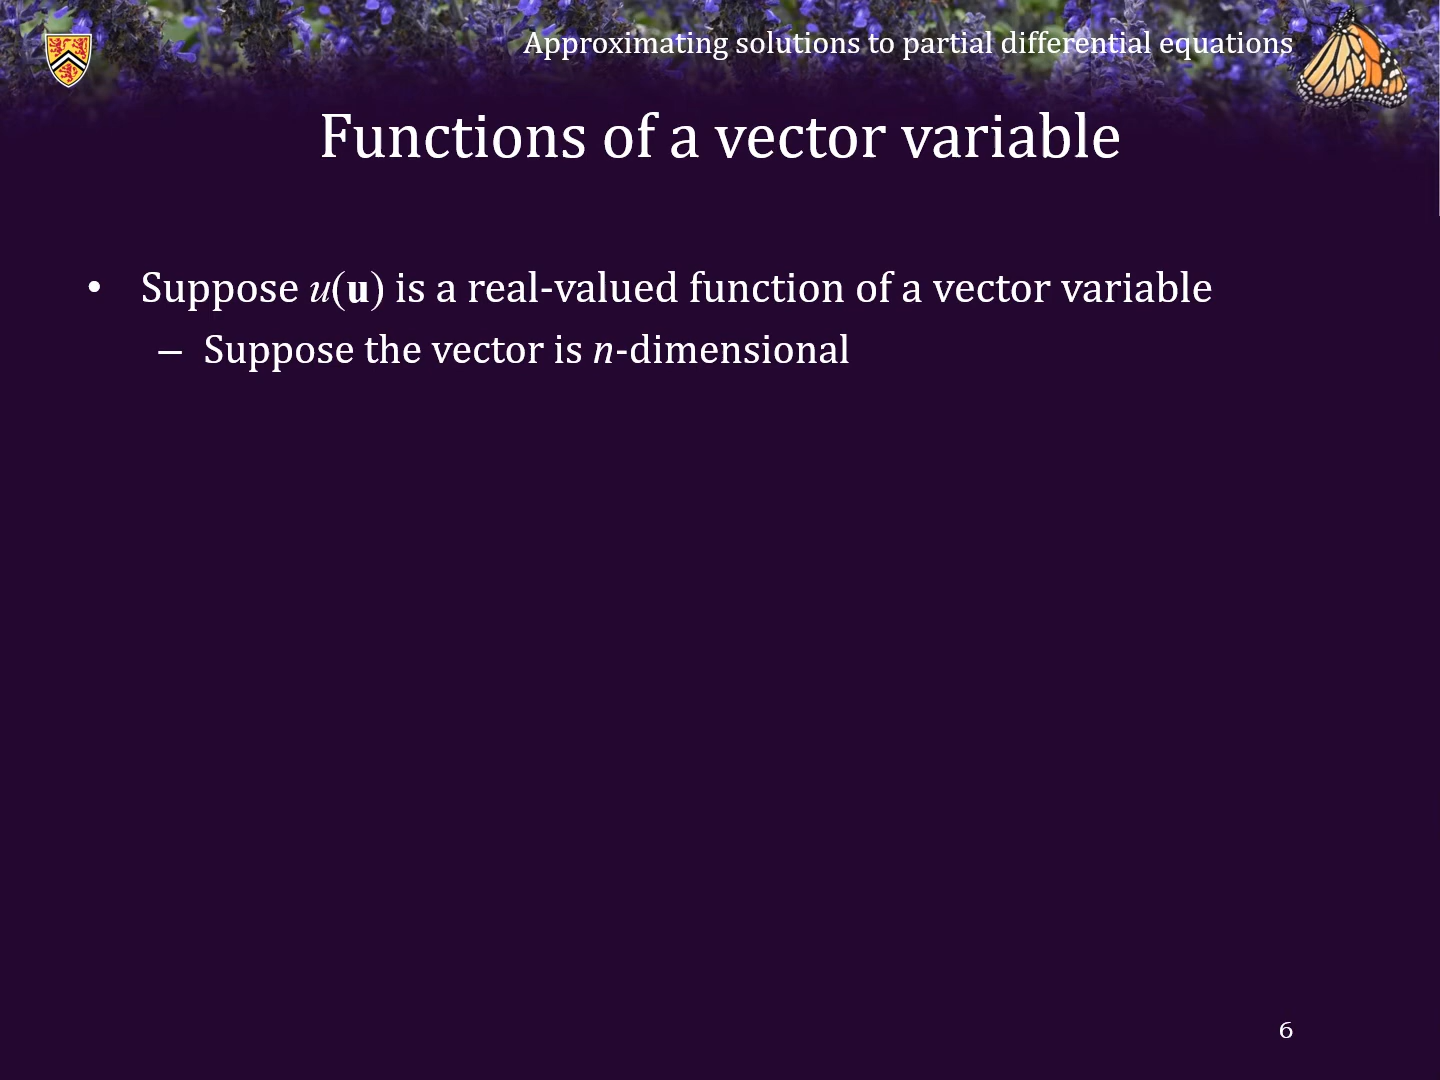 Approximating solutions to partial differential equations
Functions of a vector variable
• Suppose u(𝐮) is a real-valued function of a vector variable
– Suppose the vector is n-dimensional
6